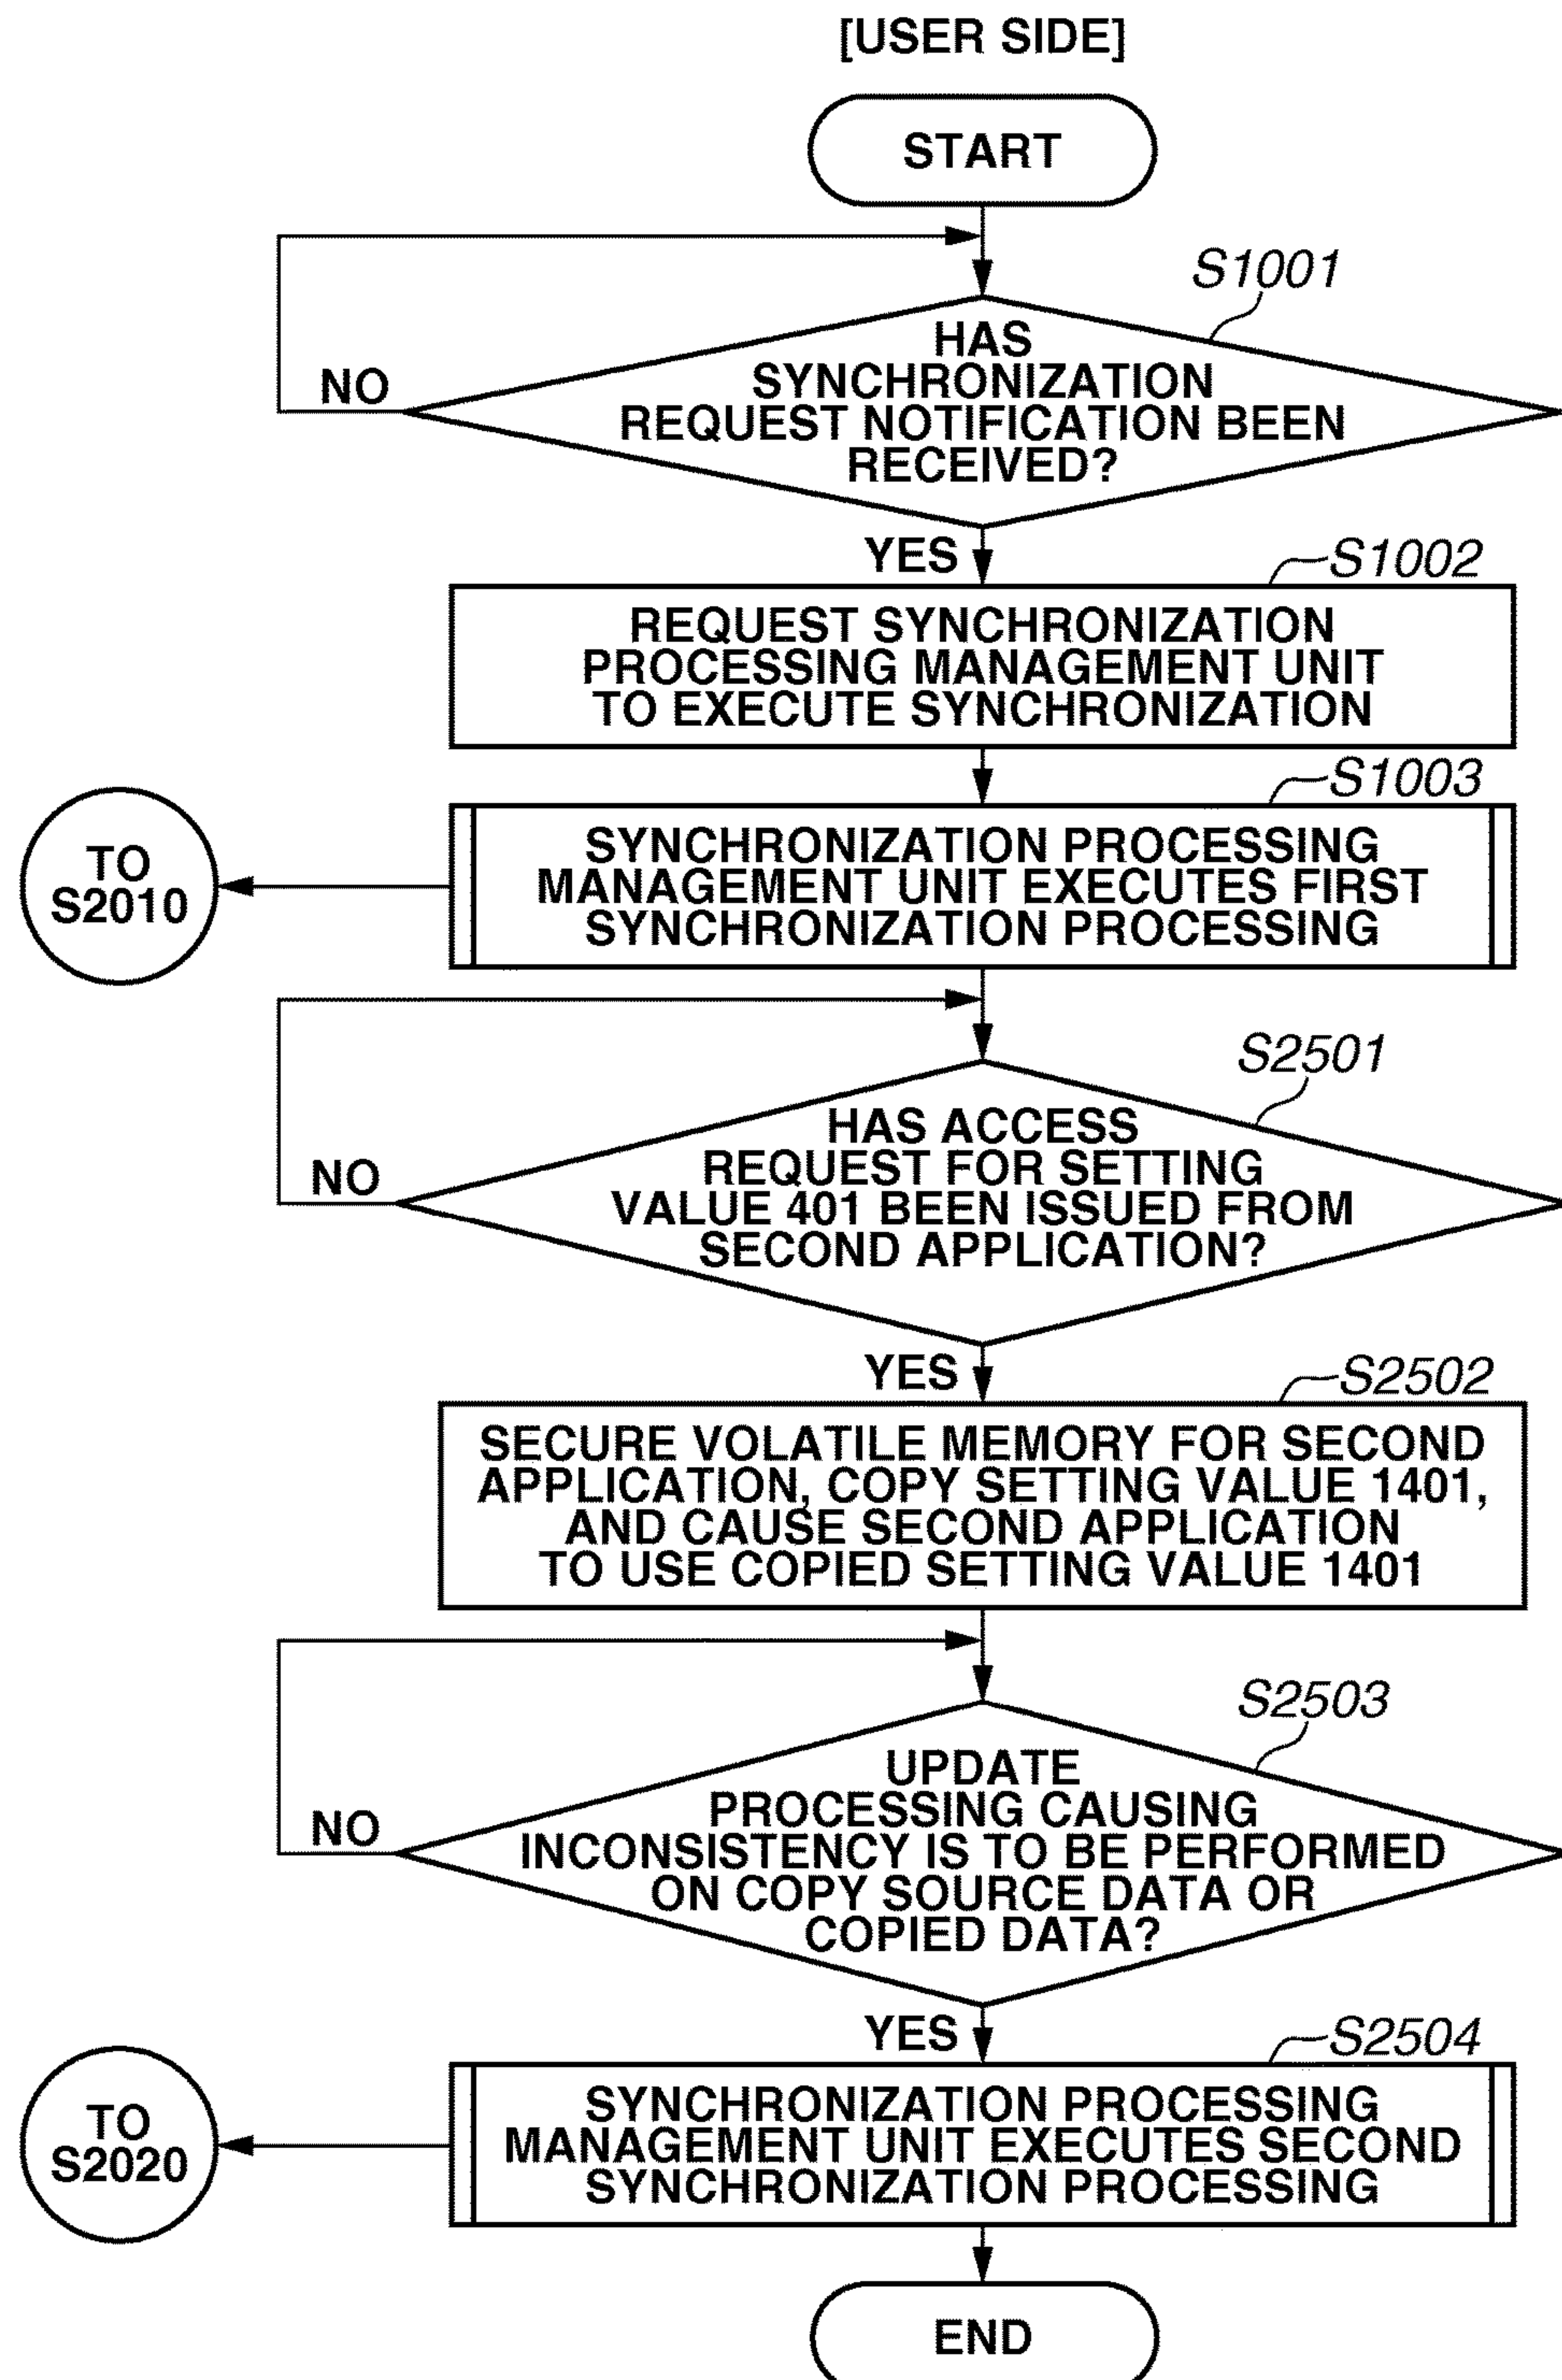 [USER SIDE]
START
S1001
HAS
SYNCHRONIZATION
REQUEST NOTIFICATION BEEN
RECEIVED?
NO
YES
S1002
REQUEST SYNCHRONIZATION
PROCESSING MANAGEMENT UNIT
TO EXECUTE SYNCHRONIZATION
S1003
SYNCHRONIZATION PROCESSING
MANAGEMENT UNIT EXECUTES FIRST
SYNCHRONIZATION PROCESSING
TO
S2010
S2501
HAS ACCESS
REQUEST FOR SETTING
VALUE 401 BEEN ISSUED FROM
SECOND APPLICATION?
NO
YES
S2502
SECURE VOLATILE MEMORY FOR SECOND
APPLICATION, COPY SETTING VALUE 1401,
AND CAUSE SECOND APPLICATION
TO USE COPIED SETTING VALUE 1401
S2503
UPDATE
PROCESSING CAUSING
INCONSISTENCY IS TO BE PERFORMED
ON COPY SOURCE DATA OR
COPIED DATA?
NO
YES
S2504
SYNCHRONIZATION PROCESSING
MANAGEMENT UNIT EXECUTES SECOND
SYNCHRONIZATION PROCESSING
TO
S2020
END